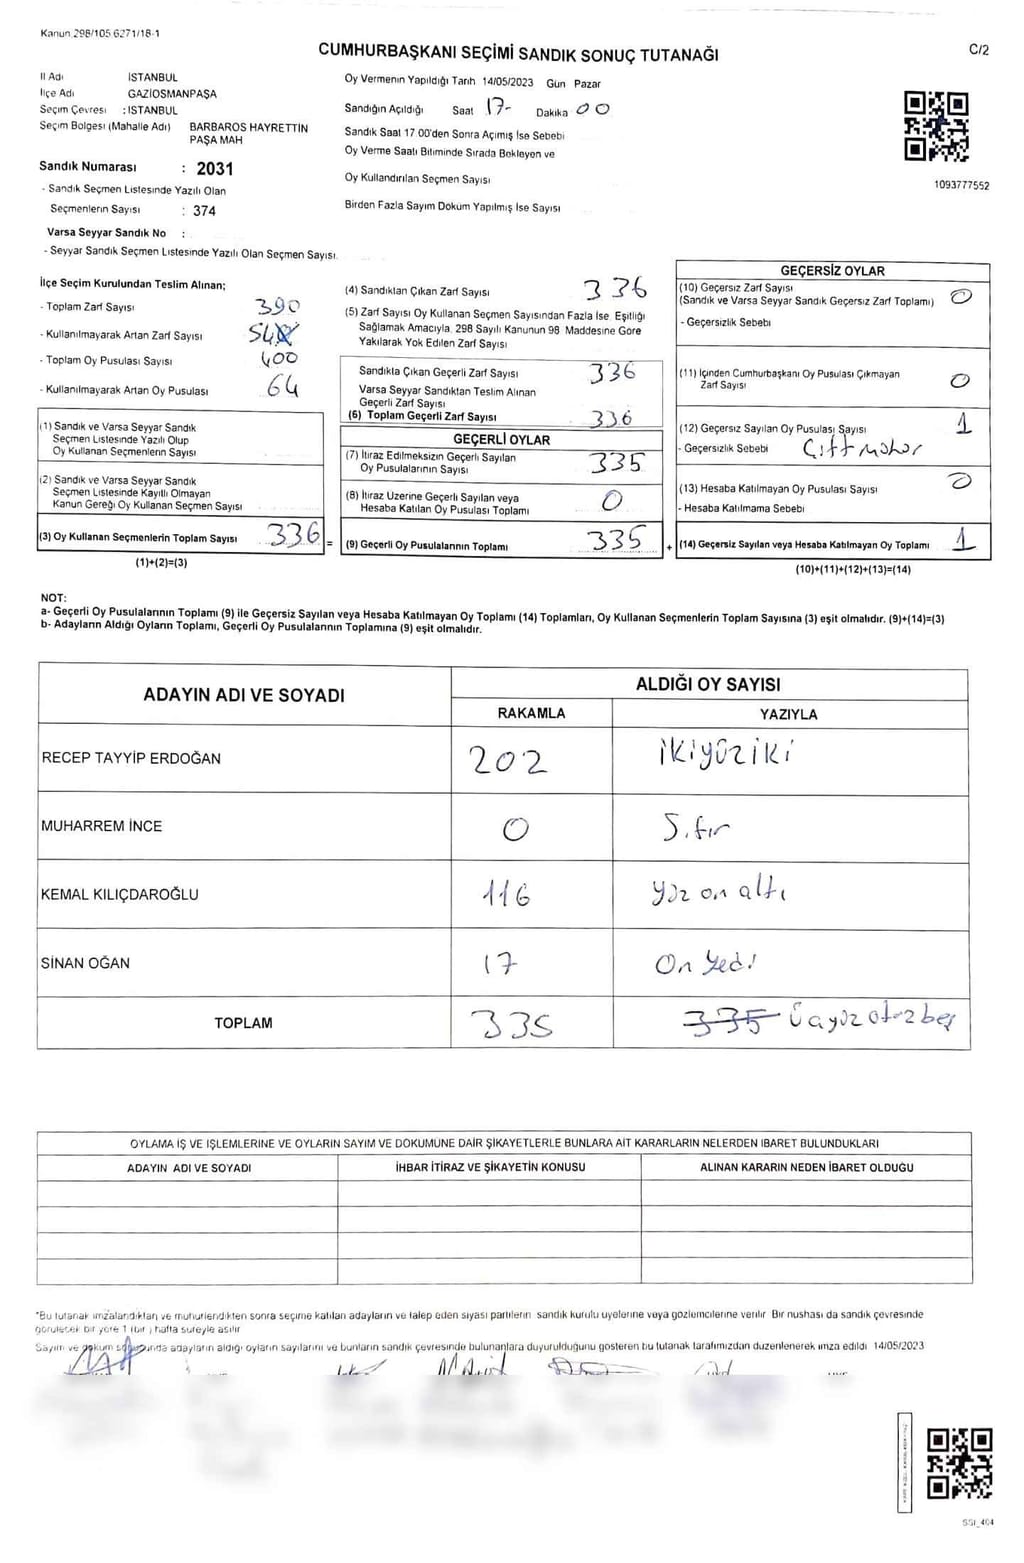 Kanun 298/105 6271/18-1
CUMHURBAŞKANI SEÇİMİ SANDIK SONUÇ TUTANAĞI
C/2
İl Adı İSTANBUL
İlçe Adı GAZİOSMANPAŞA
Seçim Çevresi : İSTANBUL
Seçim Bölgesi (Mahalle Adı) BARBAROS HAYRETTİN PAŞA MAH
Sandık Numarası : 2031
- Sandık Seçmen Listesinde Yazılı Olan
Seçmenlerin Sayısı : 374
Varsa Seyyar Sandık No :
- Seyyar Sandık Seçmen Listesinde Yazılı Olan Seçmen Sayısı
Oy Vermenin Yapıldığı Tarih 14/05/2023 Gün Pazar
Sandığın Açıldığı Saat 17- Dakika 00
Sandık Saat 17.00'den Sonra Açımış İse Sebebi
Oy Verme Saatı Bitiminde Sırada Bekleyen ve
Oy Kullandırılan Seçmen Sayısı
Birden Fazla Sayım Döküm Yapılmış İse Sayısı
1093777552
İlçe Seçim Kurulundan Teslim Alınan;
- Toplam Zarf Sayısı 390
- Kullanılmayarak Artan Zarf Sayısı 54
- Toplam Oy Pusulası Sayısı 400
- Kullanılmayarak Artan Oy Pusulası 64
(1) Sandık ve Varsa Seyyar Sandık
Seçmen Listesinde Yazılı Olup
Oy Kullanan Seçmenlerin Sayısı
(2) Sandık ve Varsa Seyyar Sandık
Seçmen Listesinde Kayıtlı Olmayan
Kanun Gereği Oy Kullanan Seçmen Sayısı
(3) Oy Kullanan Seçmenlerin Toplam Sayısı 336 =
(1)+(2)=(3)
(4) Sandıktan Çıkan Zarf Sayısı 336
(5) Zarf Sayısı Oy Kullanan Seçmen Sayısından Fazla İse, Eşitliği
Sağlamak Amacıyla, 298 Sayılı Kanunun 98 Maddesine Göre
Yakılarak Yok Edilen Zarf Sayısı
Sandıkla Çıkan Geçerli Zarf Sayısı 336
Varsa Seyyar Sandıktan Teslim Alınan
Geçerli Zarf Sayısı
(6) Toplam Geçerli Zarf Sayısı 336
GEÇERLİ OYLAR
(7) İtiraz Edilmeksizin Geçerli Sayılan
Oy Pusulalarının Sayısı 335
(8) İtiraz Üzerine Geçerli Sayılan veya
Hesaba Katılan Oy Pusulası Toplamı 0
(9) Geçerli Oy Pusulalarının Toplamı 335 +
GEÇERSİZ OYLAR
(10) Geçersiz Zarf Sayısı 0
(Sandık ve Varsa Seyyar Sandık Geçersiz Zarf Toplamı)
- Geçersizlik Sebebi
(11) İçinden Cumhurbaşkanı Oy Pusulası Çıkmayan
Zarf Sayısı 0
(12) Geçersiz Sayılan Oy Pusulası Sayısı 1
- Geçersizlik Sebebi Çift mühür
(13) Hesaba Katılmayan Oy Pusulası Sayısı 0
- Hesaba Katılmama Sebebi
(14) Geçersiz Sayılan veya Hesaba Katılmayan Oy Toplamı 1
(10)+(11)+(12)+(13)=(14)
NOT:
a- Geçerli Oy Pusulalarının Toplamı (9) ile Geçersiz Sayılan veya Hesaba Katılmayan Oy Toplamı (14) Toplamları, Oy Kullanan Seçmenlerin Toplam Sayısına (3) eşit olmalıdır. (9)+(14)=(3)
b- Adayların Aldığı Oyların Toplamı, Geçerli Oy Pusulalarının Toplamına (9) eşit olmalıdır.
ADAYIN ADI VE SOYADI ALDIĞI OY SAYISI
RAKAMLA YAZIYLA
RECEP TAYYİP ERDOĞAN 202 ikiyüziki
MUHARREM İNCE 0 Sıfır
KEMAL KILIÇDAROĞLU 116 yüz on altı
SİNAN OĞAN 17 On Yedi
TOPLAM 335 335 Üçyüz otuz beş
OYLAMA İŞ VE İŞLEMLERİNE VE OYLARIN SAYIM VE DÖKÜMÜNE DAİR ŞİKAYETLERLE BUNLARA AİT KARARLARIN NELERDEN İBARET BULUNDUKLARI
ADAYIN ADI VE SOYADI İHBAR İTİRAZ VE ŞİKAYETİN KONUSU ALINAN KARARIN NEDEN İBARET OLDUĞU
*Bu tutanak imzalandıktan ve mühürlendikten sonra seçime katılan adayların ve talep eden siyasi partilerin sandık kurulu üyelerine veya gözlemcilerine verilir. Bir nüshası da sandık çevresinde
görülecek bir yere 1 (bir) hafta süreyle asılır
Sayım ve döküm sonucunda adayların aldığı oyların sayılarını ve bunların sandık çevresinde bulunanlara duyurulduğunu gösteren bu tutanak tarafımızdan düzenlenerek imza edildi 14/05/2023
SSI_404